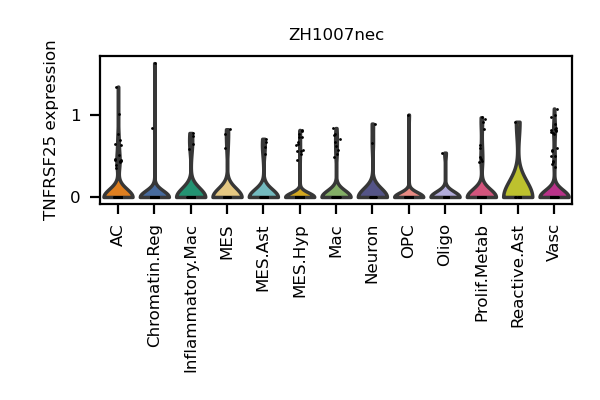 ZH1007nec
TNFRSF25 expression
1
0
AC
Chromatin.Reg
Inflammatory.Mac
MES
MES.Ast
MES.Hyp
Mac
Neuron
OPC
Oligo
Prolif.Metab
Reactive.Ast
Vasc